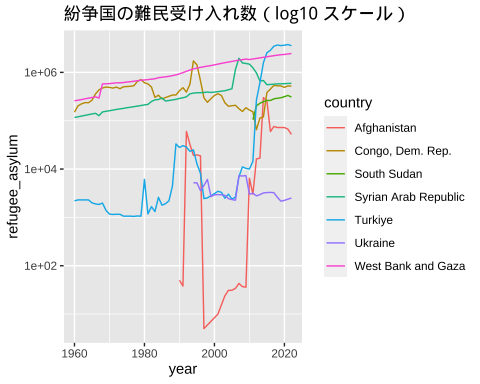 紛争国の難民受け入れ数（log10 スケール）
refugee_asylum
1e+06
1e+04
1e+02
1960
1980
2000
2020
year
country
Afghanistan
Congo, Dem. Rep.
South Sudan
Syrian Arab Republic
Turkiye
Ukraine
West Bank and Gaza